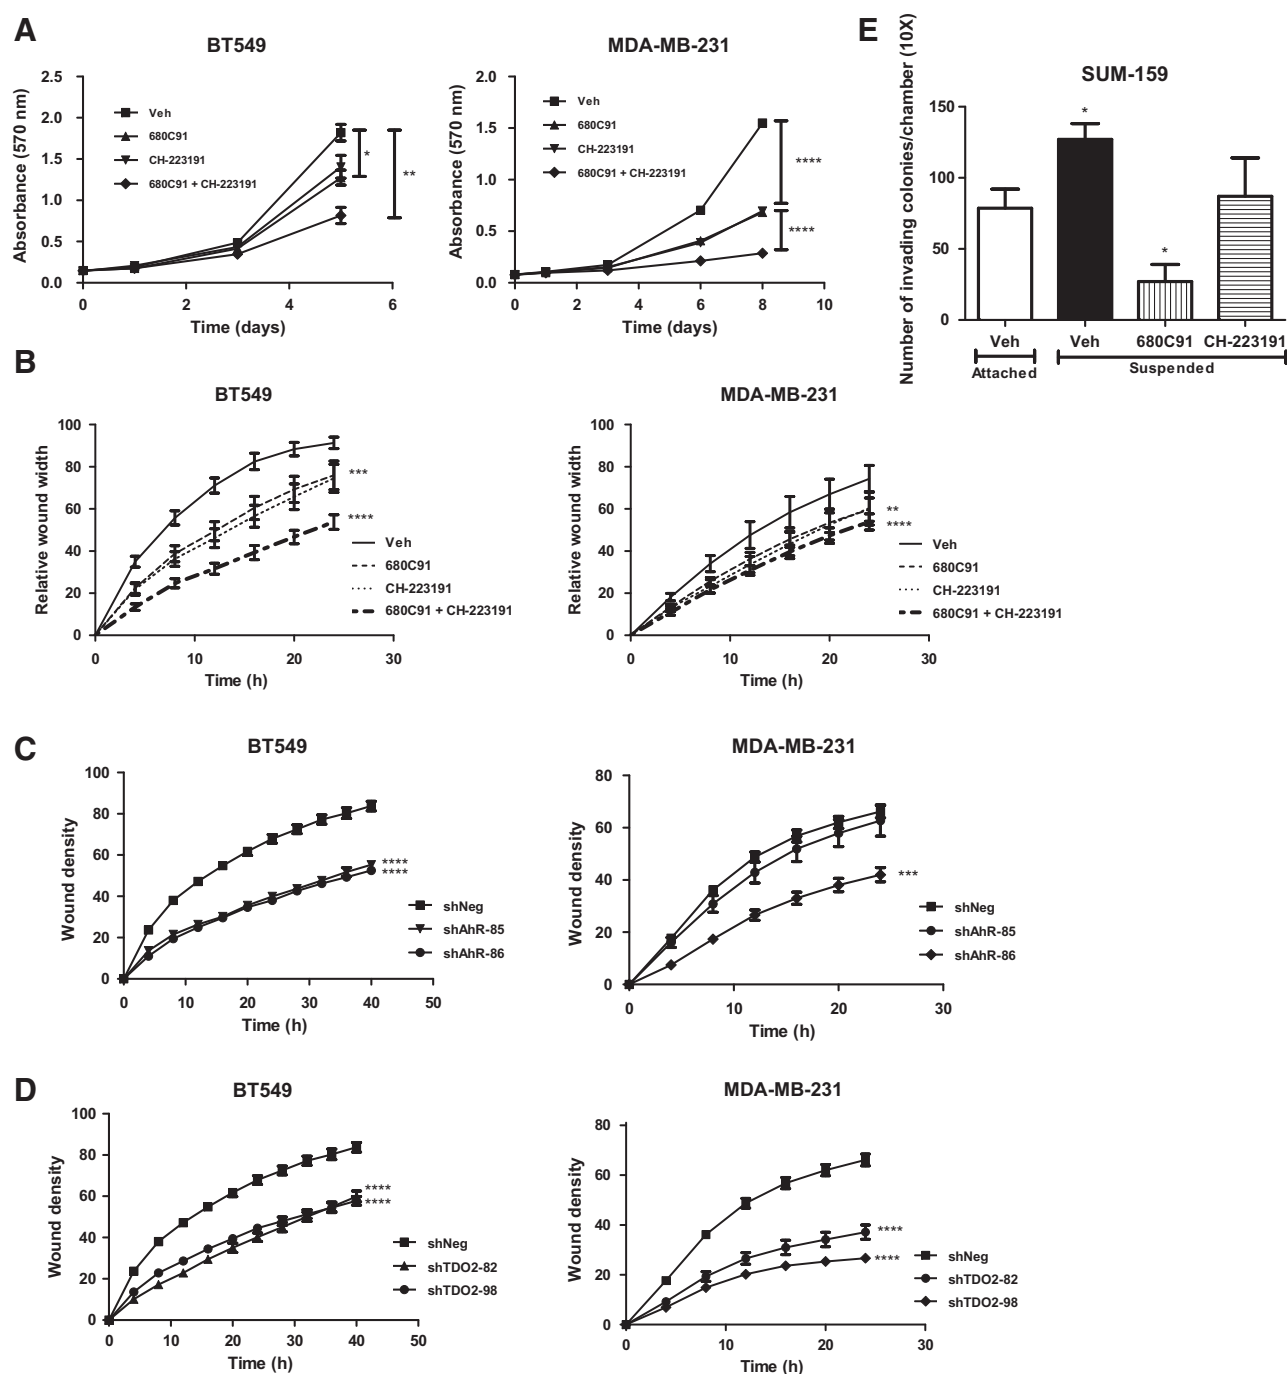 A
BT549
Absorbance (570 nm)
2.5
2.0
1.5
1.0
0.5
0.0
0 2 4 6
Time (days)
Veh
680C91
CH-223191
680C91 + CH-223191
*
**
MDA-MB-231
Absorbance (570 nm)
2.0
1.5
1.0
0.5
0.0
0 2 4 6 8 10
Time (days)
Veh
680C91
CH-223191
680C91 + CH-223191
****
****
E
SUM-159
Number of invading colonies/chamber (10X)
150
100
50
0
*
*
Veh Veh 680C91 CH-223191
Attached Suspended
B
BT549
Relative wound width
100
80
60
40
20
0
0 10 20 30
Time (h)
***
****
Veh
680C91
CH-223191
680C91 + CH-223191
MDA-MB-231
Relative wound width
100
80
60
40
20
0
0 10 20 30
Time (h)
**
****
Veh
680C91
CH-223191
680C91 + CH-223191
C
BT549
Wound density
100
80
60
40
20
0
0 10 20 30 40 50
Time (h)
****
****
shNeg
shAhR-85
shAhR-86
MDA-MB-231
Wound density
80
60
40
20
0
0 10 20 30
Time (h)
***
shNeg
shAhR-85
shAhR-86
D
BT549
Wound density
100
80
60
40
20
0
0 10 20 30 40 50
Time (h)
****
****
shNeg
shTDO2-82
shTDO2-98
MDA-MB-231
Wound density
80
60
40
20
0
0 10 20 30
Time (h)
****
****
shNeg
shTDO2-82
shTDO2-98